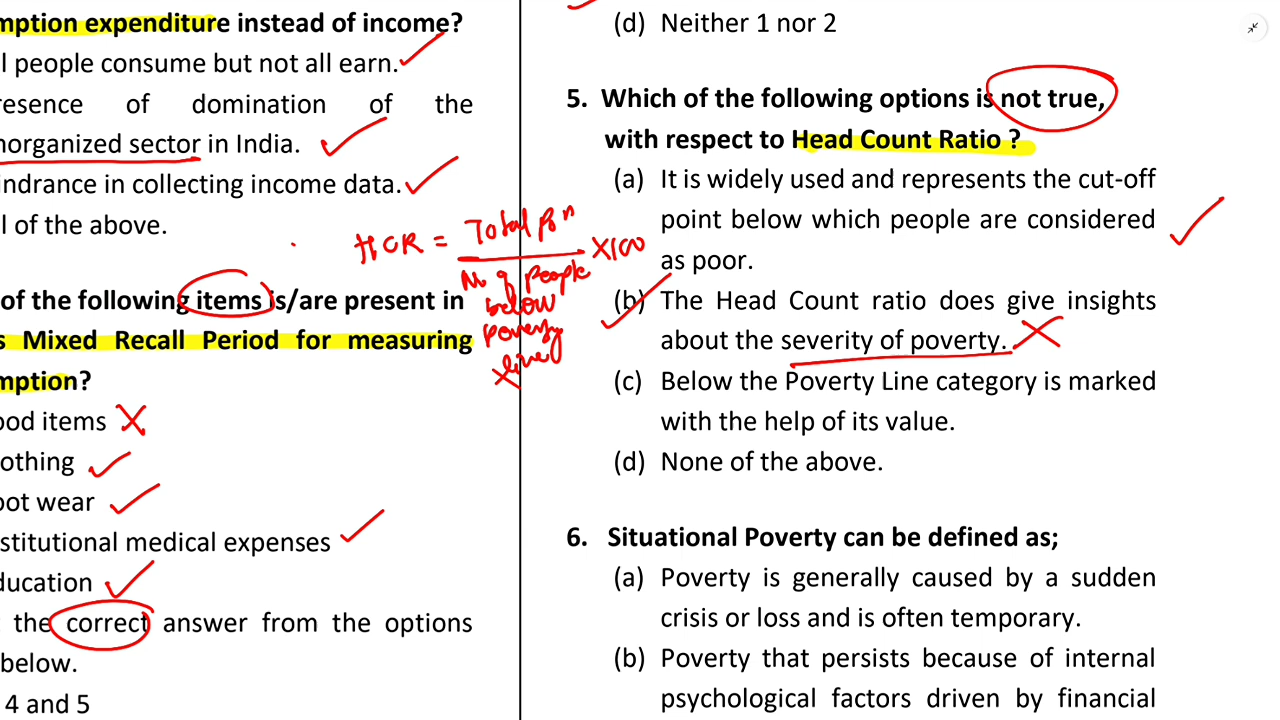 mption expenditure instead of income?
l people consume but not all earn.
resence of domination of the
norganized sector in India.
indrance in collecting income data.
l of the above.
of the following items is/are present in
s Mixed Recall Period for measuring
mption?
ood items
othing
oot wear
stitutional medical expenses
ducation
the correct answer from the options
below.
4 and 5
HCR = Total Pⁿ
×100
of people
below
poverty
line
(d) Neither 1 nor 2
5. Which of the following options is not true,
with respect to Head Count Ratio ?
(a) It is widely used and represents the cut-off
point below which people are considered
as poor.
(b) The Head Count ratio does give insights
about the severity of poverty.
(c) Below the Poverty Line category is marked
with the help of its value.
(d) None of the above.
6. Situational Poverty can be defined as;
(a) Poverty is generally caused by a sudden
crisis or loss and is often temporary.
(b) Poverty that persists because of internal
psychological factors driven by financial